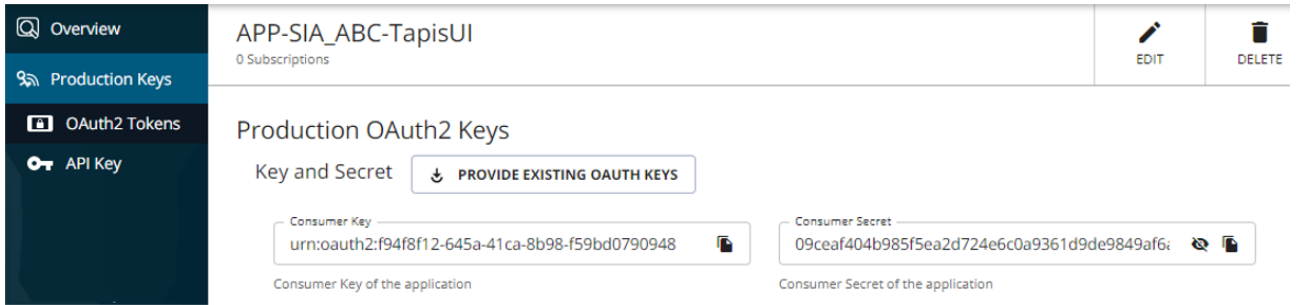 Overview
Production Keys
OAuth2 Tokens
API Key
APP-SIA_ABC-TapisUI
0 Subscriptions
EDIT
DELETE
Production OAuth2 Keys
Key and Secret
PROVIDE EXISTING OAUTH KEYS
Consumer Key
urn:oauth2:f94f8f12-645a-41ca-8b98-f59bd0790948
Consumer Key of the application
Consumer Secret
09ceaf404b985f5ea2d724e6c0a9361d9de9849af6a
Consumer Secret of the application